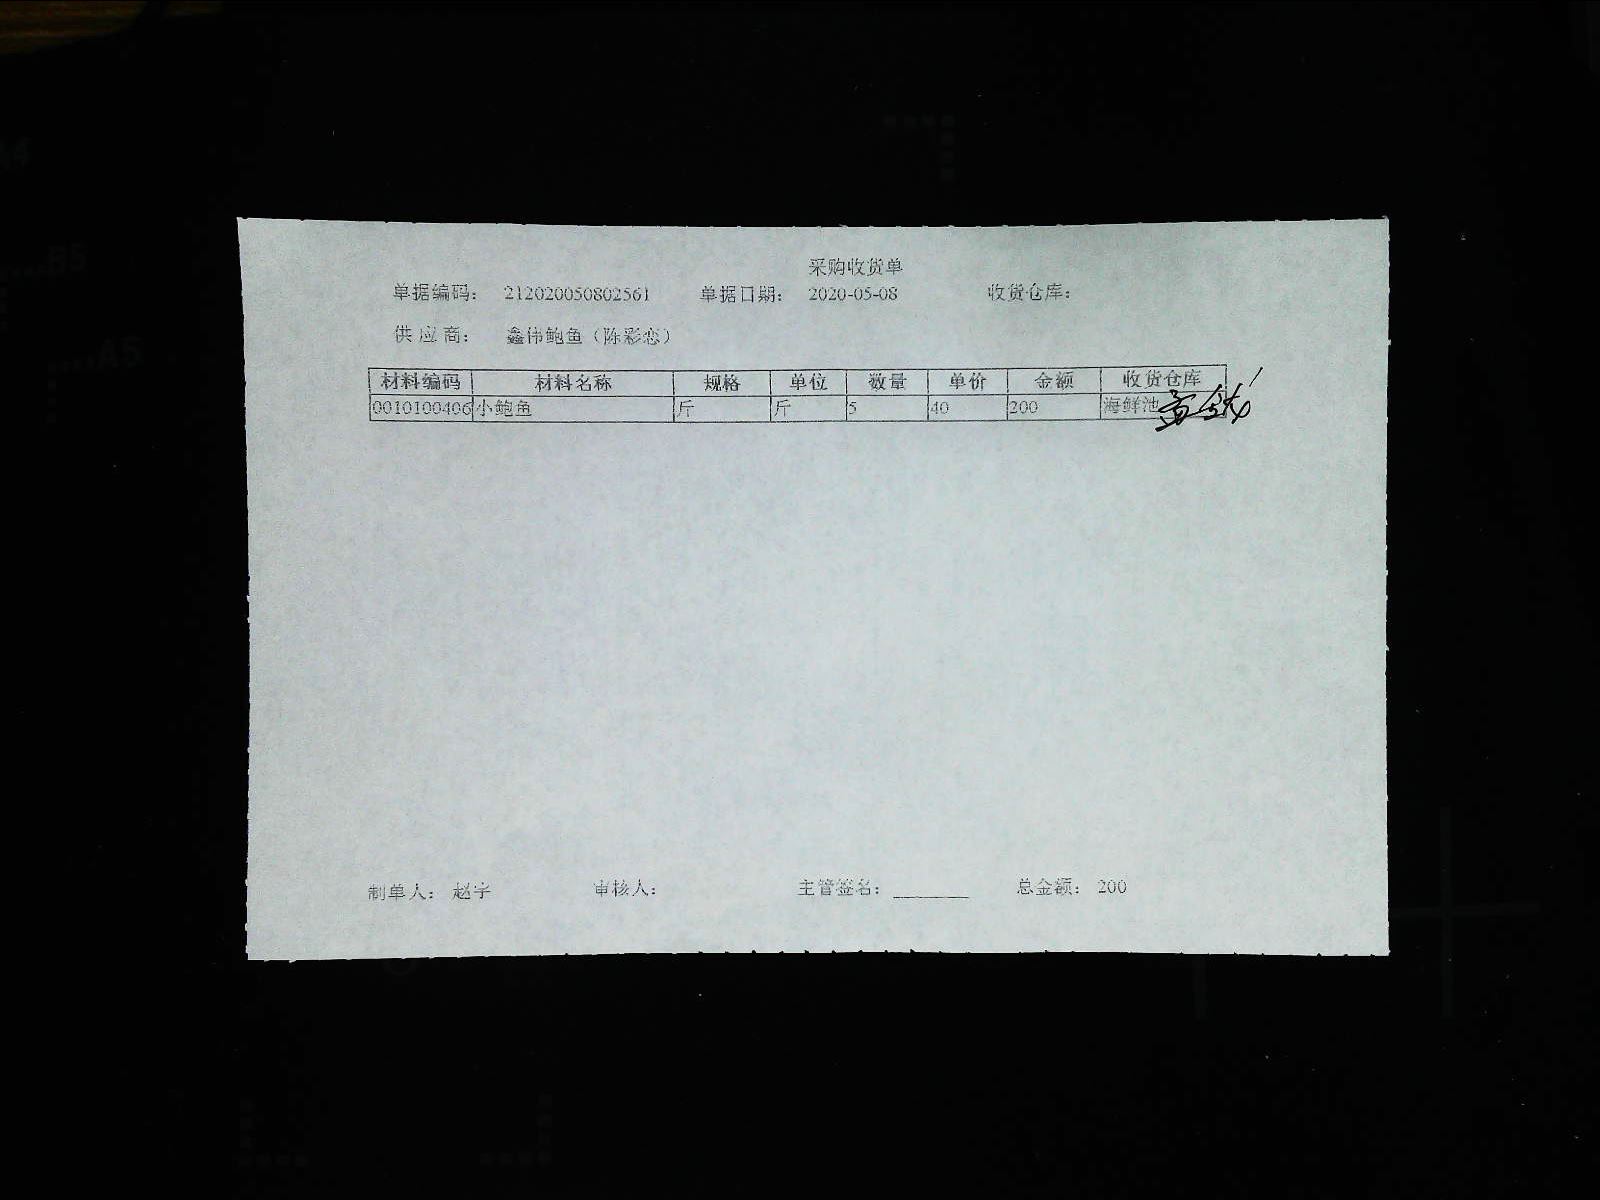 采购收货单
单据编码： 212020050802561 单据日期： 2020-05-08 收货仓库：
供应商： 鑫伟鲍鱼（陈彩恋）
材料编码 材料名称 规格 单位 数量 单价 金额 收货仓库
0010100406 小鲍鱼 斤 斤 5 40 200 海鲜池
制单人： 赵宇 审核人： 主管签名： ______ 总金额： 200
A4
B5
A5